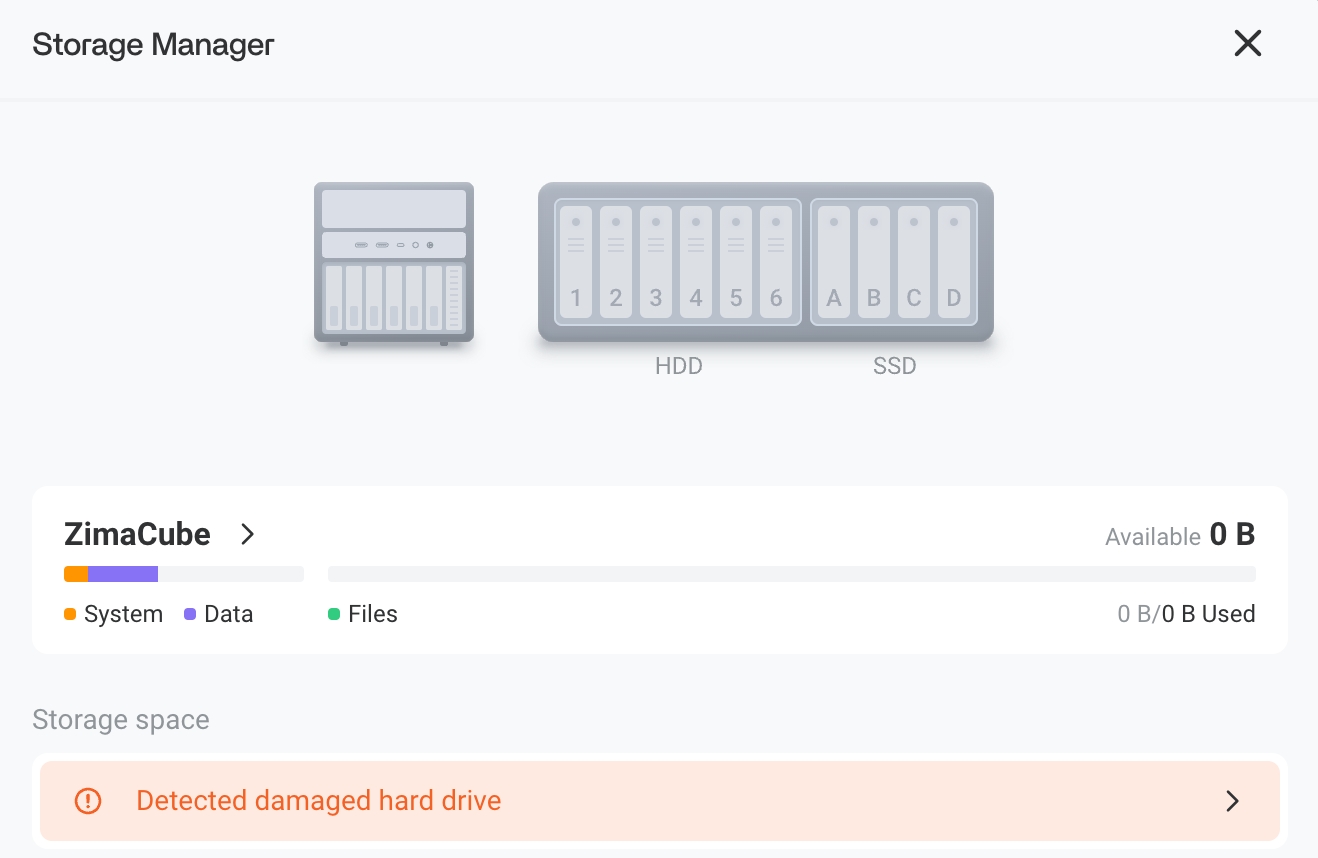 Storage Manager
1 2 3 4 5 6 A B C D
HDD SSD
ZimaCube Available 0 B
System Data Files 0 B/0 B Used
Storage space
Detected damaged hard drive